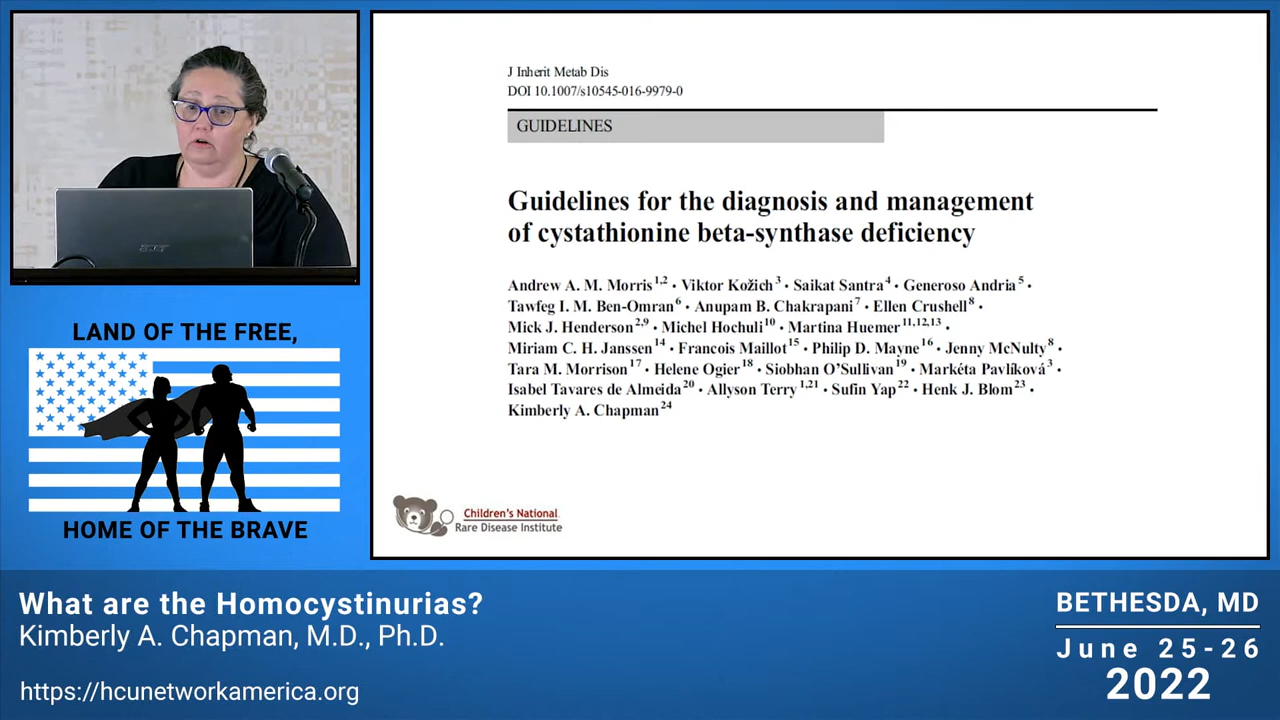 J Inherit Metab Dis
DOI 10.1007/s10545-016-9979-0
GUIDELINES
Guidelines for the diagnosis and management
of cystathionine beta-synthase deficiency
Andrew A. M. Morris1,2 • Viktor Kožich3 • Saikat Santra4 • Generoso Andria5 •
Tawfeg I. M. Ben-Omran6 • Anupam B. Chakrapani7 • Ellen Crushell8 •
Mick J. Henderson2,9 • Michel Hochuli10 • Martina Huemer11,12,13 •
Miriam C. H. Janssen14 • Francois Maillot15 • Philip D. Mayne16 • Jenny McNulty8 •
Tara M. Morrison17 • Helene Ogier18 • Siobhan O'Sullivan19 • Markéta Pavlíková3 •
Isabel Tavares de Almeida20 • Allyson Terry1,21 • Sufin Yap22 • Henk J. Blom23 •
Kimberly A. Chapman24
Children's National
Rare Disease Institute
acer
LAND OF THE FREE,
HOME OF THE BRAVE
What are the Homocystinurias?
Kimberly A. Chapman, M.D., Ph.D.
https://hcunetworkamerica.org
BETHESDA, MD
June 25-26
2022